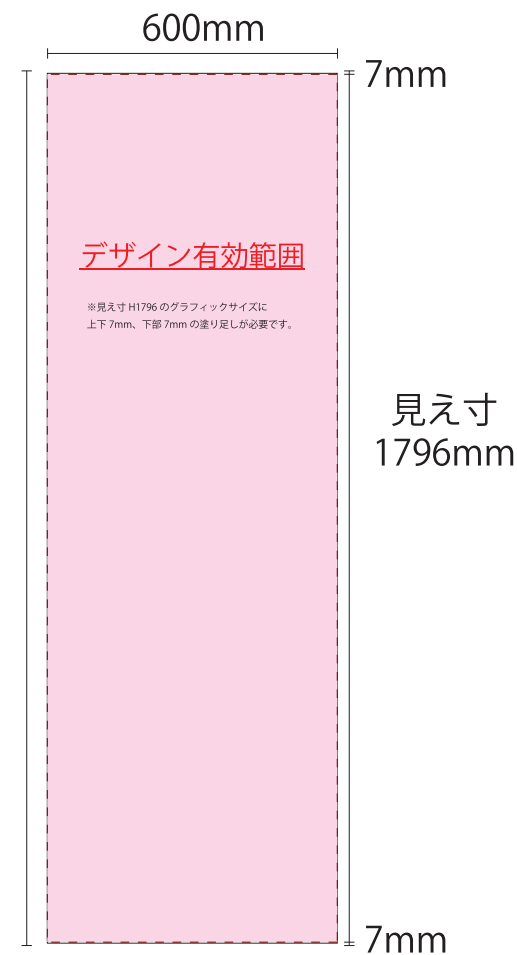 600mm
7mm
デザイン有効範囲
※見え寸 H1796 のグラフィックサイズに
上下 7mm、下部 7mm の塗り足しが必要です。
見え寸
1796mm
7mm